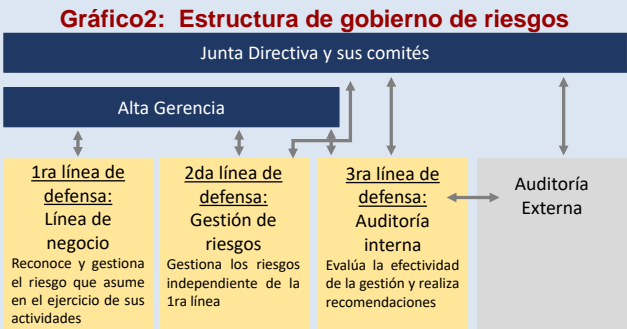 Gráfico2: Estructura de gobierno de riesgos
Junta Directiva y sus comités
Alta Gerencia
1ra línea de
defensa:
Línea de
negocio
Reconoce y gestiona
el riesgo que asume
en el ejercicio de sus
actividades
2da línea de
defensa:
Gestión de
riesgos
Gestiona los riesgos
independiente de la
1ra línea
3ra línea de
defensa:
Auditoría
interna
Evalúa la efectividad
de la gestión y realiza
recomendaciones
Auditoría
Externa